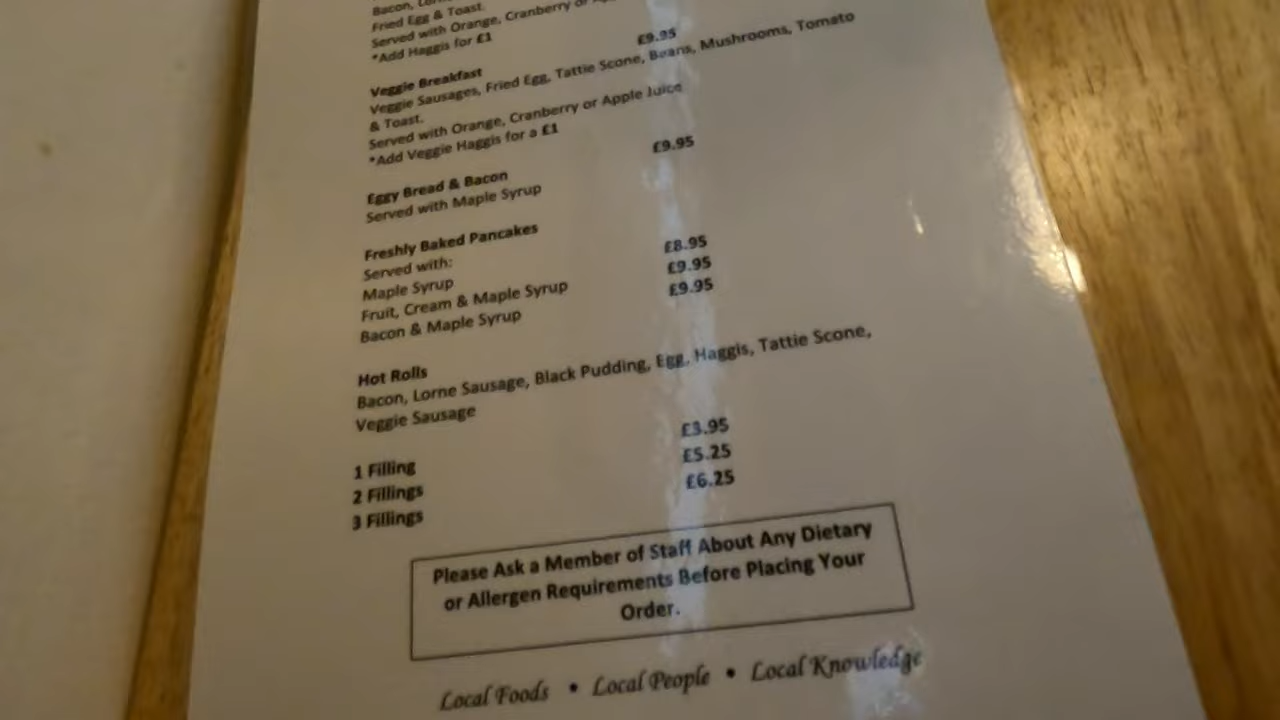 Bacon,
Fried Egg & Toast.
Served with Orange, Cranberry or
*Add Haggis for £1
Veggie Breakfast £9.95
Veggie Sausages, Fried Egg, Tattie Scone, Beans, Mushrooms, Tomato
& Toast.
Served with Orange, Cranberry or Apple Juice
*Add Veggie Haggis for a £1
Eggy Bread & Bacon £9.95
Served with Maple Syrup
Freshly Baked Pancakes
Served with:
Maple Syrup £8.95
Fruit, Cream & Maple Syrup £9.95
Bacon & Maple Syrup £9.95
Hot Rolls
Bacon, Lorne Sausage, Black Pudding, Egg, Haggis, Tattie Scone,
Veggie Sausage
1 Filling £3.95
2 Fillings £5.25
3 Fillings £6.25
Please Ask a Member of Staff About Any Dietary
or Allergen Requirements Before Placing Your
Order.
Local Foods • Local People • Local Knowledge